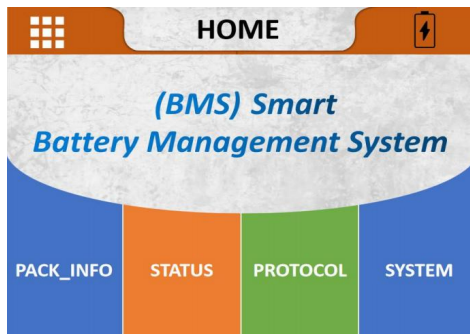 HOME
(BMS) Smart
Battery Management System
PACK_INFO STATUS PROTOCOL SYSTEM